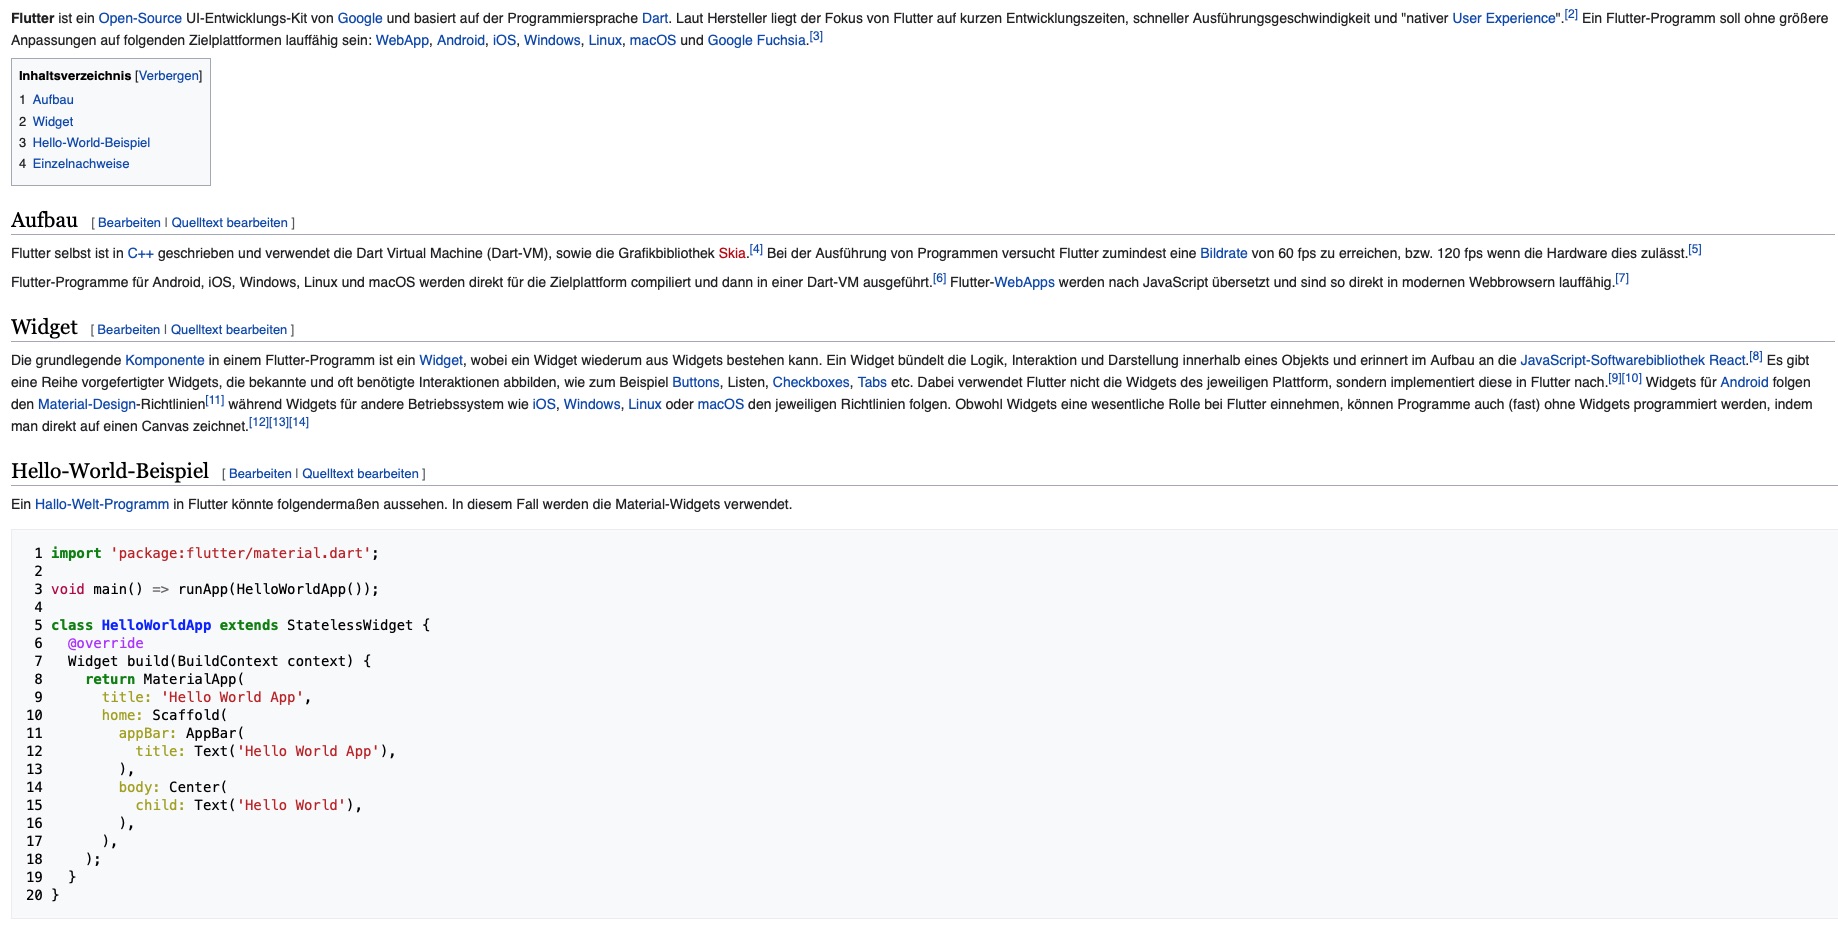 Flutter ist ein Open-Source UI-Entwicklungs-Kit von Google und basiert auf der Programmiersprache Dart. Laut Hersteller liegt der Fokus von Flutter auf kurzen Entwicklungszeiten, schneller Ausführungsgeschwindigkeit und "nativer User Experience".[2] Ein Flutter-Programm soll ohne größere
Anpassungen auf folgenden Zielplattformen lauffähig sein: WebApp, Android, iOS, Windows, Linux, macOS und Google Fuchsia.[3]
Inhaltsverzeichnis [Verbergen]
1 Aufbau
2 Widget
3 Hello-World-Beispiel
4 Einzelnachweise
Aufbau [ Bearbeiten | Quelltext bearbeiten ]
Flutter selbst ist in C++ geschrieben und verwendet die Dart Virtual Machine (Dart-VM), sowie die Grafikbibliothek Skia.[4] Bei der Ausführung von Programmen versucht Flutter zumindest eine Bildrate von 60 fps zu erreichen, bzw. 120 fps wenn die Hardware dies zulässt.[5]
Flutter-Programme für Android, iOS, Windows, Linux und macOS werden direkt für die Zielplattform compiliert und dann in einer Dart-VM ausgeführt.[6] Flutter-WebApps werden nach JavaScript übersetzt und sind so direkt in modernen Webbrowsern lauffähig.[7]
Widget [ Bearbeiten | Quelltext bearbeiten ]
Die grundlegende Komponente in einem Flutter-Programm ist ein Widget, wobei ein Widget wiederum aus Widgets bestehen kann. Ein Widget bündelt die Logik, Interaktion und Darstellung innerhalb eines Objekts und erinnert im Aufbau an die JavaScript-Softwarebibliothek React.[8] Es gibt
eine Reihe vorgefertigter Widgets, die bekannte und oft benötigte Interaktionen abbilden, wie zum Beispiel Buttons, Listen, Checkboxes, Tabs etc. Dabei verwendet Flutter nicht die Widgets des jeweiligen Plattform, sondern implementiert diese in Flutter nach.[9][10] Widgets für Android folgen
den Material-Design-Richtlinien[11] während Widgets für andere Betriebssystem wie iOS, Windows, Linux oder macOS den jeweiligen Richtlinien folgen. Obwohl Widgets eine wesentliche Rolle bei Flutter einnehmen, können Programme auch (fast) ohne Widgets programmiert werden, indem
man direkt auf einen Canvas zeichnet.[12][13][14]
Hello-World-Beispiel [ Bearbeiten | Quelltext bearbeiten ]
Ein Hallo-Welt-Programm in Flutter könnte folgendermaßen aussehen. In diesem Fall werden die Material-Widgets verwendet.
1 import 'package:flutter/material.dart';
2
3 void main() => runApp(HelloWorldApp());
4
5 class HelloWorldApp extends StatelessWidget {
6   @override
7   Widget build(BuildContext context) {
8     return MaterialApp(
9       title: 'Hello World App',
10       home: Scaffold(
11         appBar: AppBar(
12           title: Text('Hello World App'),
13         ),
14         body: Center(
15           child: Text('Hello World'),
16         ),
17       ),
18     );
19   }
20 }